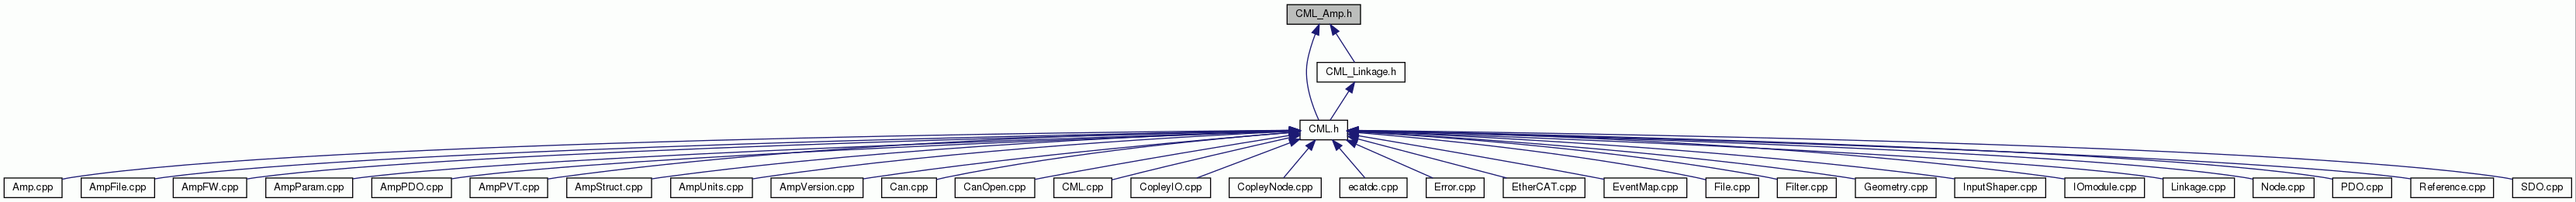 CML_Amp.h
CML_Linkage.h
CML.h
Amp.cpp
AmpFile.cpp
AmpFW.cpp
AmpParam.cpp
AmpPDO.cpp
AmpPVT.cpp
AmpStruct.cpp
AmpUnits.cpp
AmpVersion.cpp
Can.cpp
CanOpen.cpp
CML.cpp
CopleyIO.cpp
CopleyNode.cpp
ecatdc.cpp
Error.cpp
EtherCAT.cpp
EventMap.cpp
File.cpp
Filter.cpp
Geometry.cpp
InputShaper.cpp
IOmodule.cpp
Linkage.cpp
Node.cpp
PDO.cpp
Reference.cpp
SDO.cpp